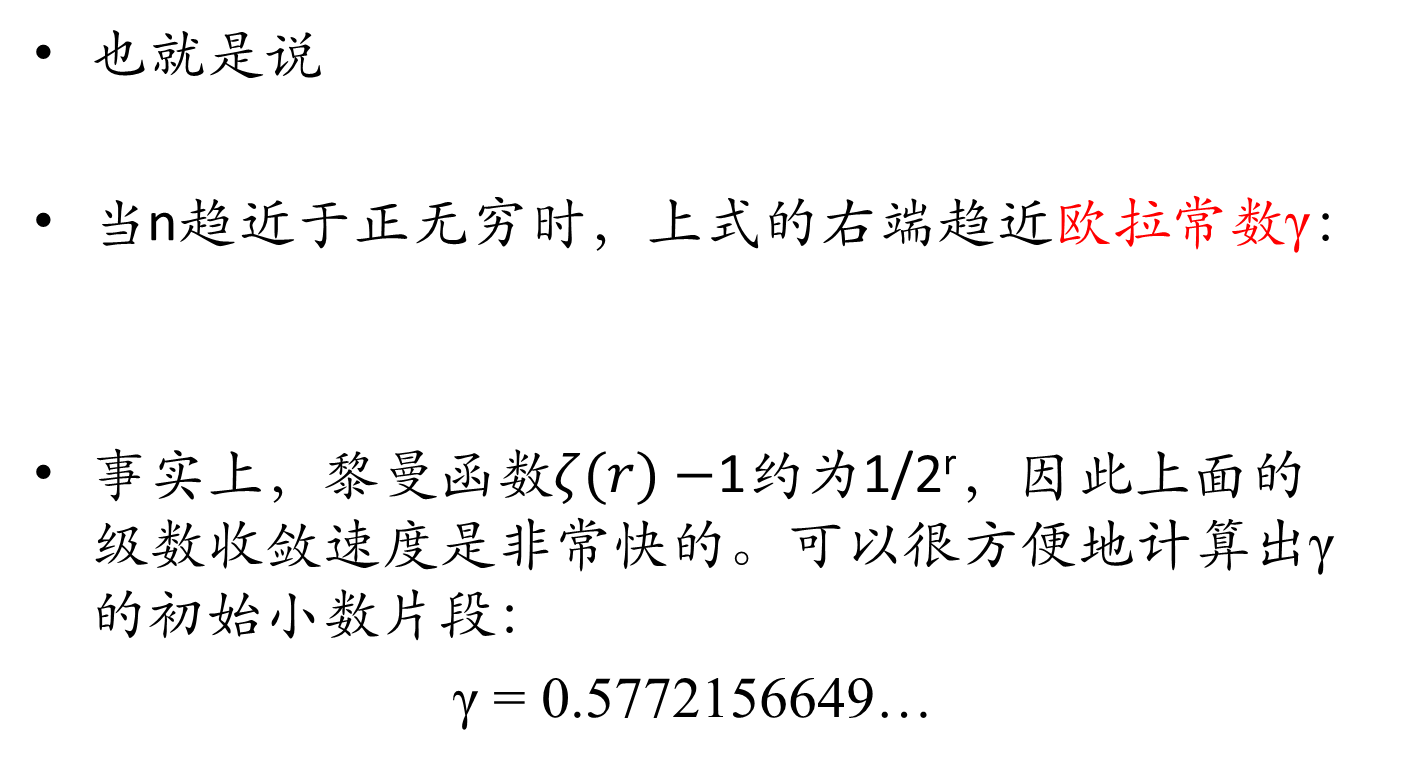 • 也就是说
• 当n趋近于正无穷时，上式的右端趋近欧拉常数γ：
• 事实上，黎曼函数ζ(r) −1约为1/2ʳ，因此上面的
级数收敛速度是非常快的。可以很方便地计算出γ
的初始小数片段：
γ = 0.5772156649…